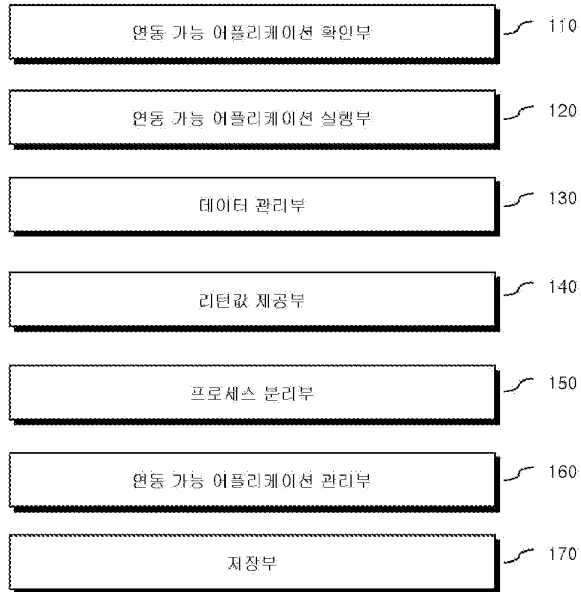 연동 가능 어플리케이션 확인부 110
연동 가능 어플리케이션 실행부 120
데이터 관리부 130
리턴값 제공부 140
프로세스 분리부 150
연동 가능 어플리케이션 관리부 160
저장부 170